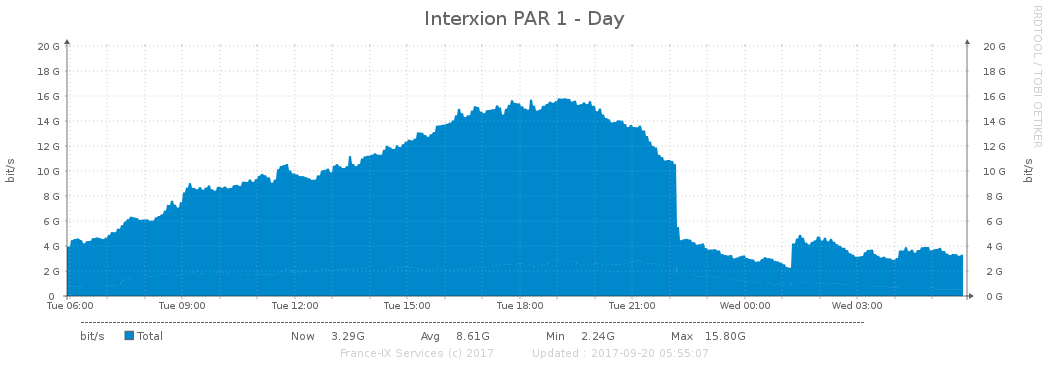 Interxion PAR 1 - Day
RRDTOOL / TOBI OETIKER
bit/s
20 G 20 G
18 G 18 G
16 G 16 G
14 G 14 G
12 G 12 G
10 G 10 G
8 G 8 G
6 G 6 G
4 G 4 G
2 G 2 G
0 0 G
bit/s
Tue 06:00 Tue 09:00 Tue 12:00 Tue 15:00 Tue 18:00 Tue 21:00 Wed 00:00 Wed 03:00
bit/s Total Now 3.29G Avg 8.61G Min 2.24G Max 15.80G
France-IX Services (c) 2017 Updated : 2017-09-20 05:55:07